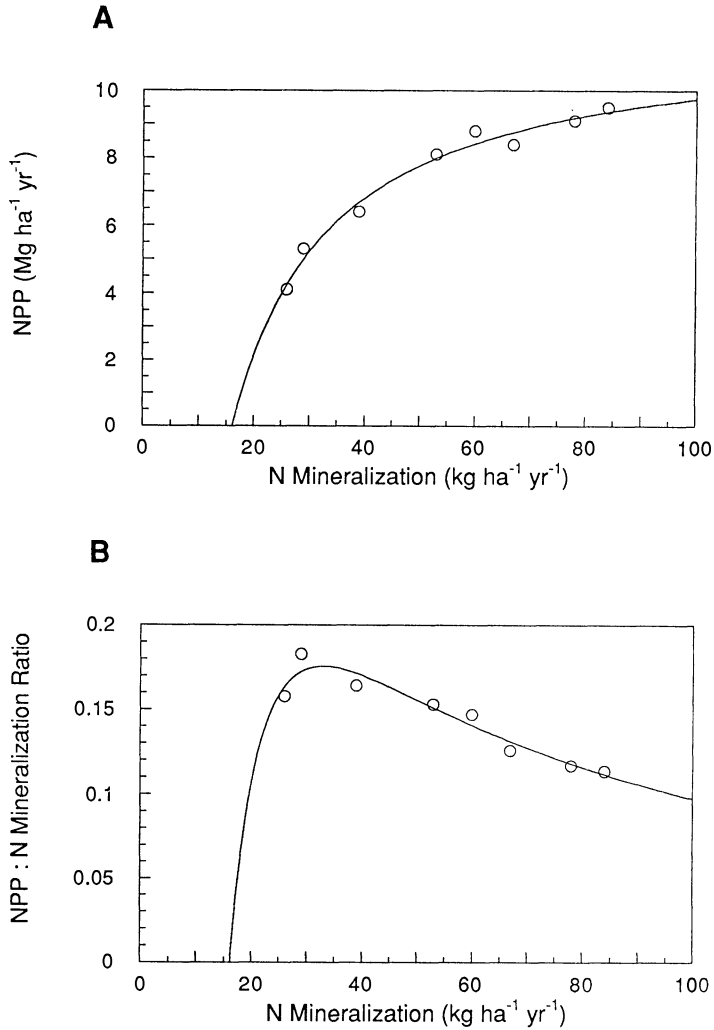 A
NPP (Mg ha⁻¹ yr⁻¹)
10
8
6
4
2
0
0 20 40 60 80 100
N Mineralization (kg ha⁻¹ yr⁻¹)
B
NPP : N Mineralization Ratio
0.2
0.15
0.1
0.05
0
0 20 40 60 80 100
N Mineralization (kg ha⁻¹ yr⁻¹)